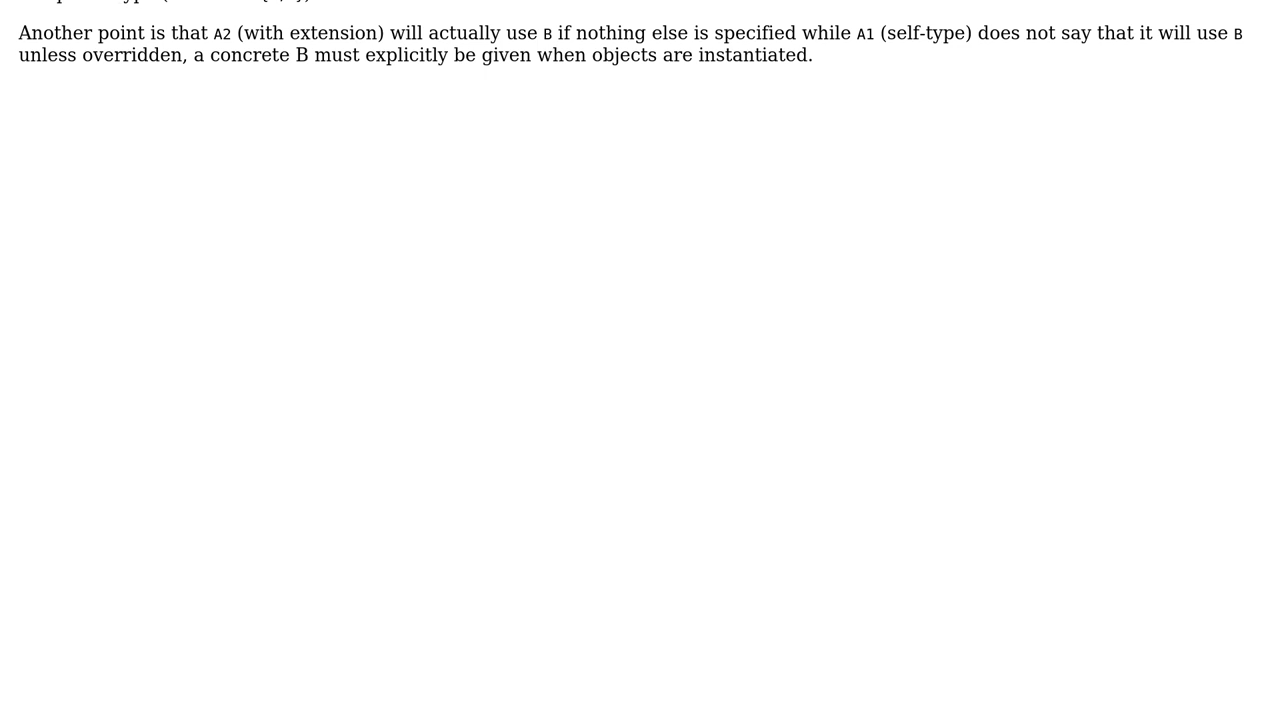 Another point is that A2 (with extension) will actually use B if nothing else is specified while A1 (self-type) does not say that it will use B
unless overridden, a concrete B must explicitly be given when objects are instantiated.